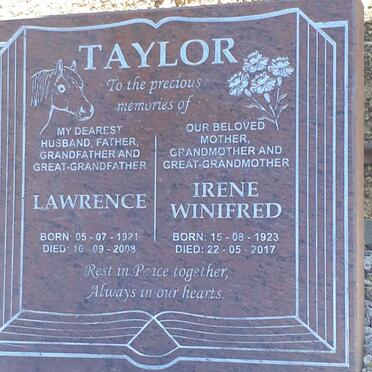 TAYLOR
To the precious
memories of
MY DEAREST
HUSBAND, FATHER,
GRANDFATHER AND
GREAT-GRANDFATHER
LAWRENCE
BORN 05 - 07 - 1921
DIED: 16 - 09 - 2008
OUR BELOVED
MOTHER,
GRANDMOTHER AND
GREAT-GRANDMOTHER
IRENE
WINIFRED
BORN: 15 - 08 - 1923
DIED: 22 - 05 - 2017
Rest in Peace together,
Always in our hearts.